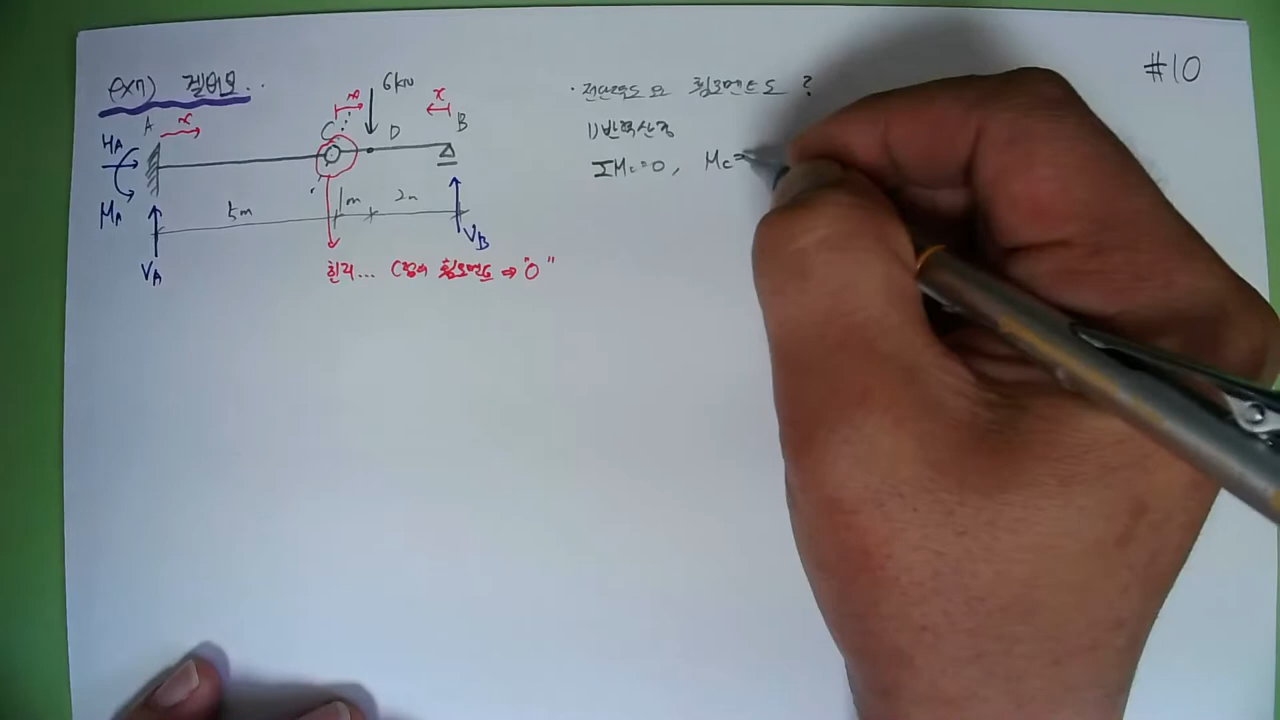 ex7) 겔버보..
#10
A
x
C
x
6kN
D
x
B
HA
MA
VA
5m
1m
2m
VB
힌지... C점의 휨모멘트 ⇒ "0"
· 전단력도 및 휨모멘트도 ?
1) 반력산정
ΣMc=0, Mc=